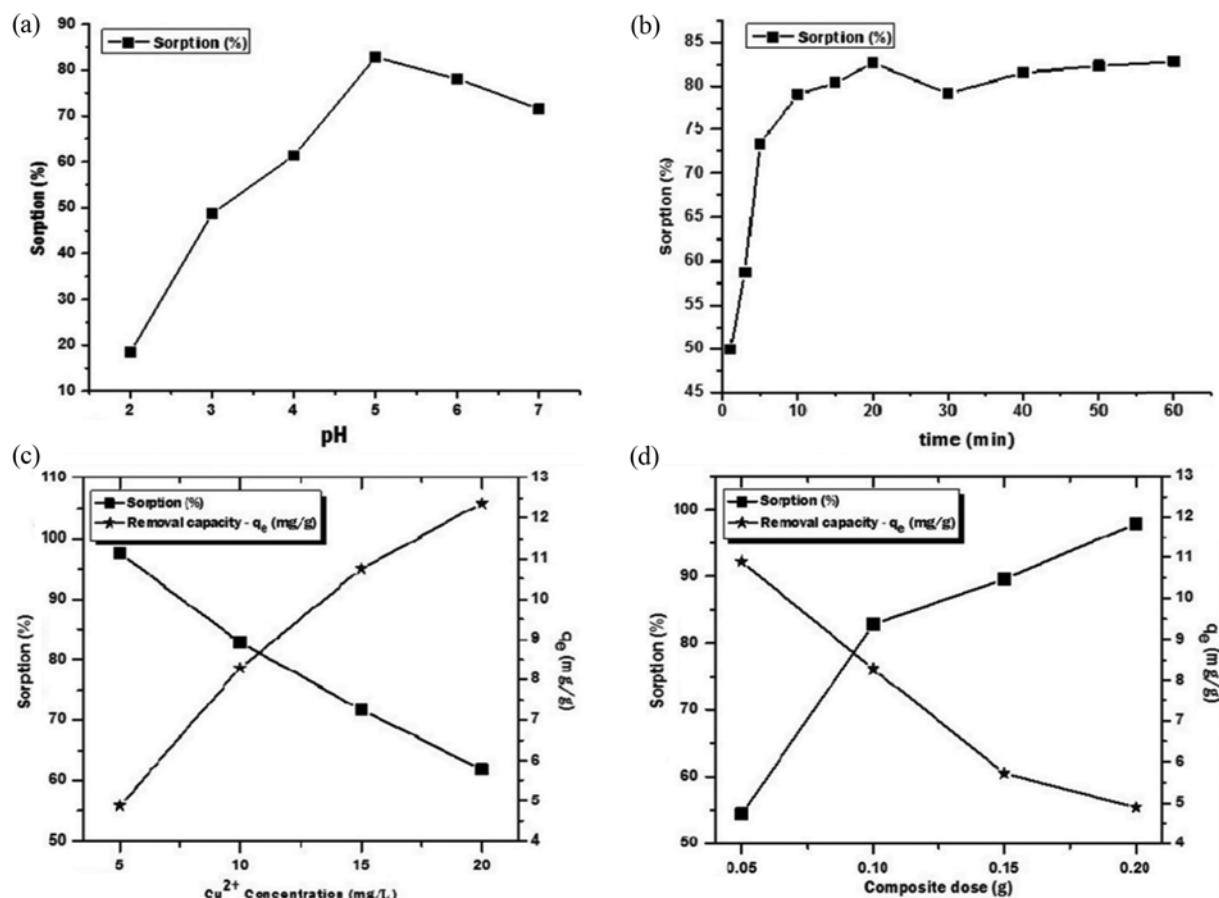 (a)
Sorption (%)
90
80
70
60
50
40
30
20
10
Sorption (%)
2 3 4 5 6 7
pH
(b)
Sorption (%)
85
80
75
70
65
60
55
50
45
Sorption (%)
0 10 20 30 40 50 60
time (min)
(c)
Sorption (%)
Removal capacity - qe (mg/g)
110
100
90
80
70
60
50
Sorption (%)
13
12
11
10
9
8
7
6
5
4
qe (mg/g)
5 10 15 20
Cu2+ Concentration (mg/L)
(d)
Sorption (%)
Removal capacity - qe (mg/g)
100
90
80
70
60
50
Sorption (%)
13
12
11
10
9
8
7
6
5
4
qe (mg/g)
0.05 0.10 0.15 0.20
Composite dose (g)